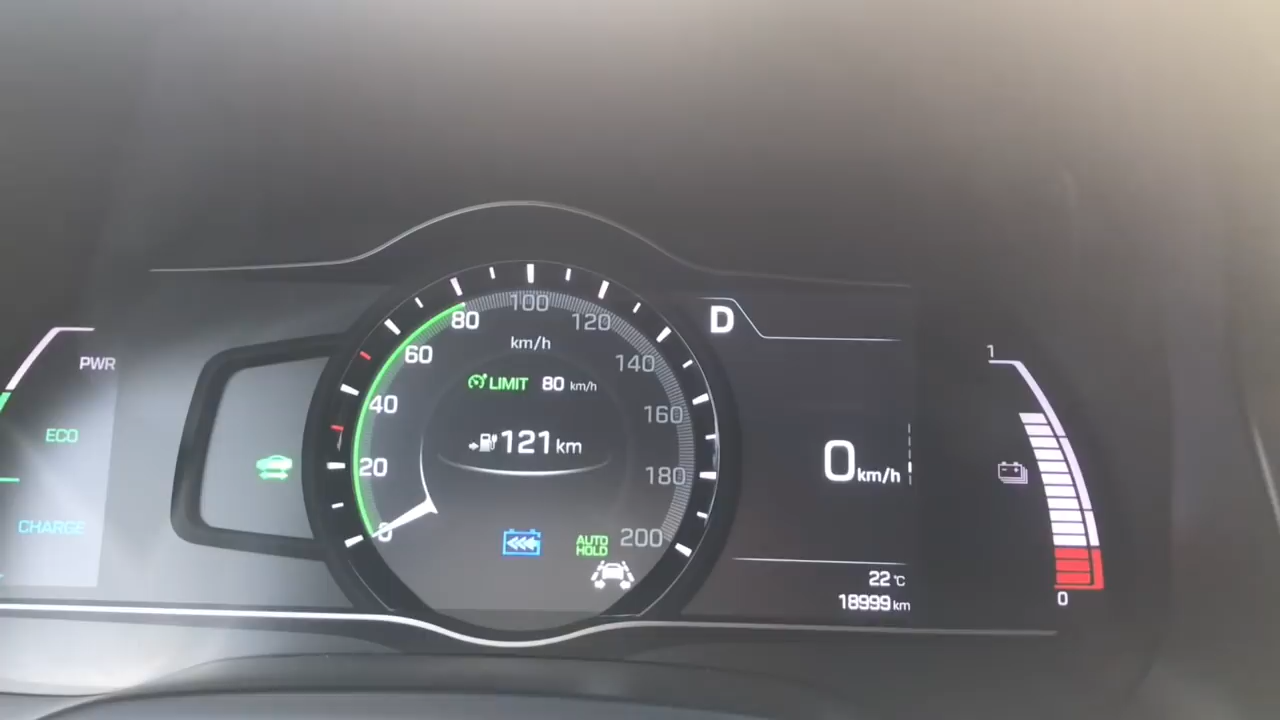 PWR
ECO
CHARGE
0
20
40
60
80
100
120
140
160
180
200
km/h
LIMIT 80 km/h
121 km
AUTO
HOLD
D
0 km/h
22 °C
18999 km
1
0